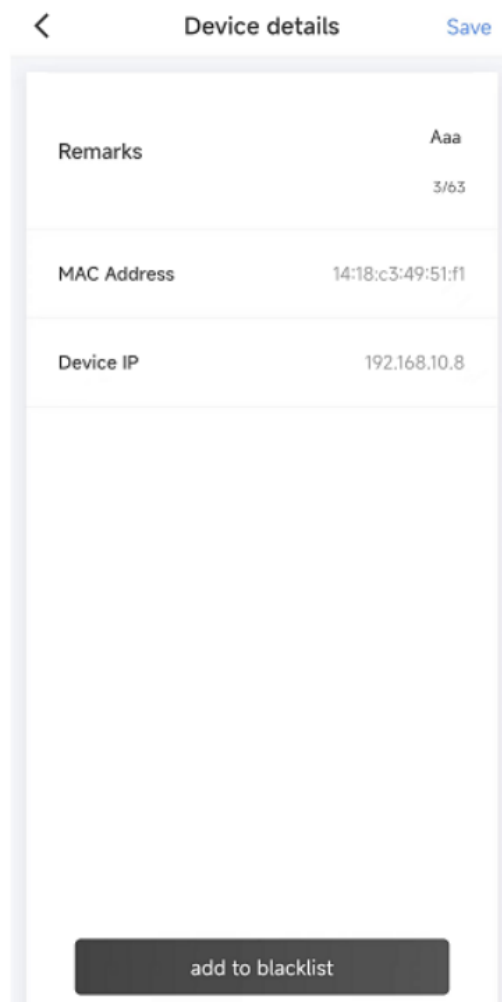 Device details Save
Remarks Aaa
3/63
MAC Address 14:18:c3:49:51:f1
Device IP 192.168.10.8
add to blacklist